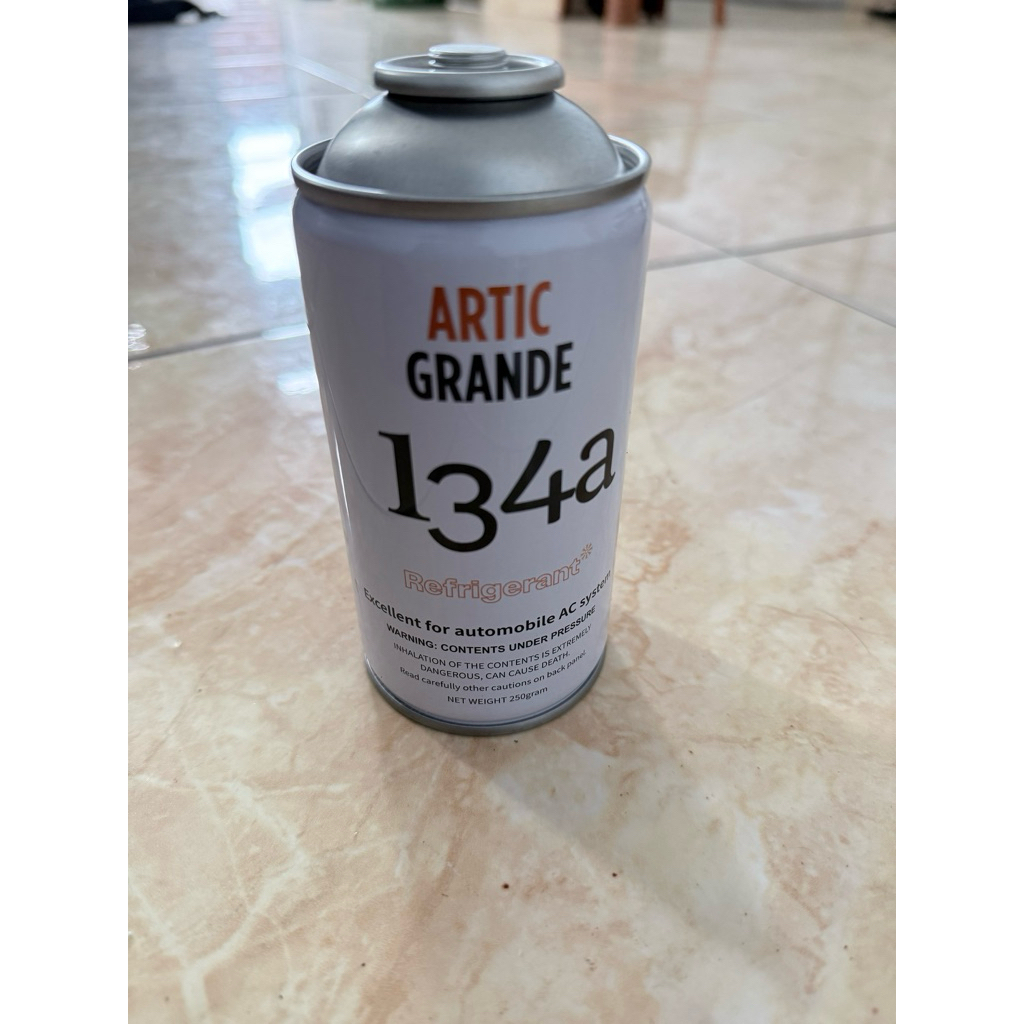 ARTIC
GRANDE
134a
Refrigerant*
Excellent for automobile AC system
WARNING: CONTENTS UNDER PRESSURE
INHALATION OF THE CONTENTS IS EXTREMELY
DANGEROUS, CAN CAUSE DEATH.
Read carefully other cautions on back panel
NET WEIGHT 250gram